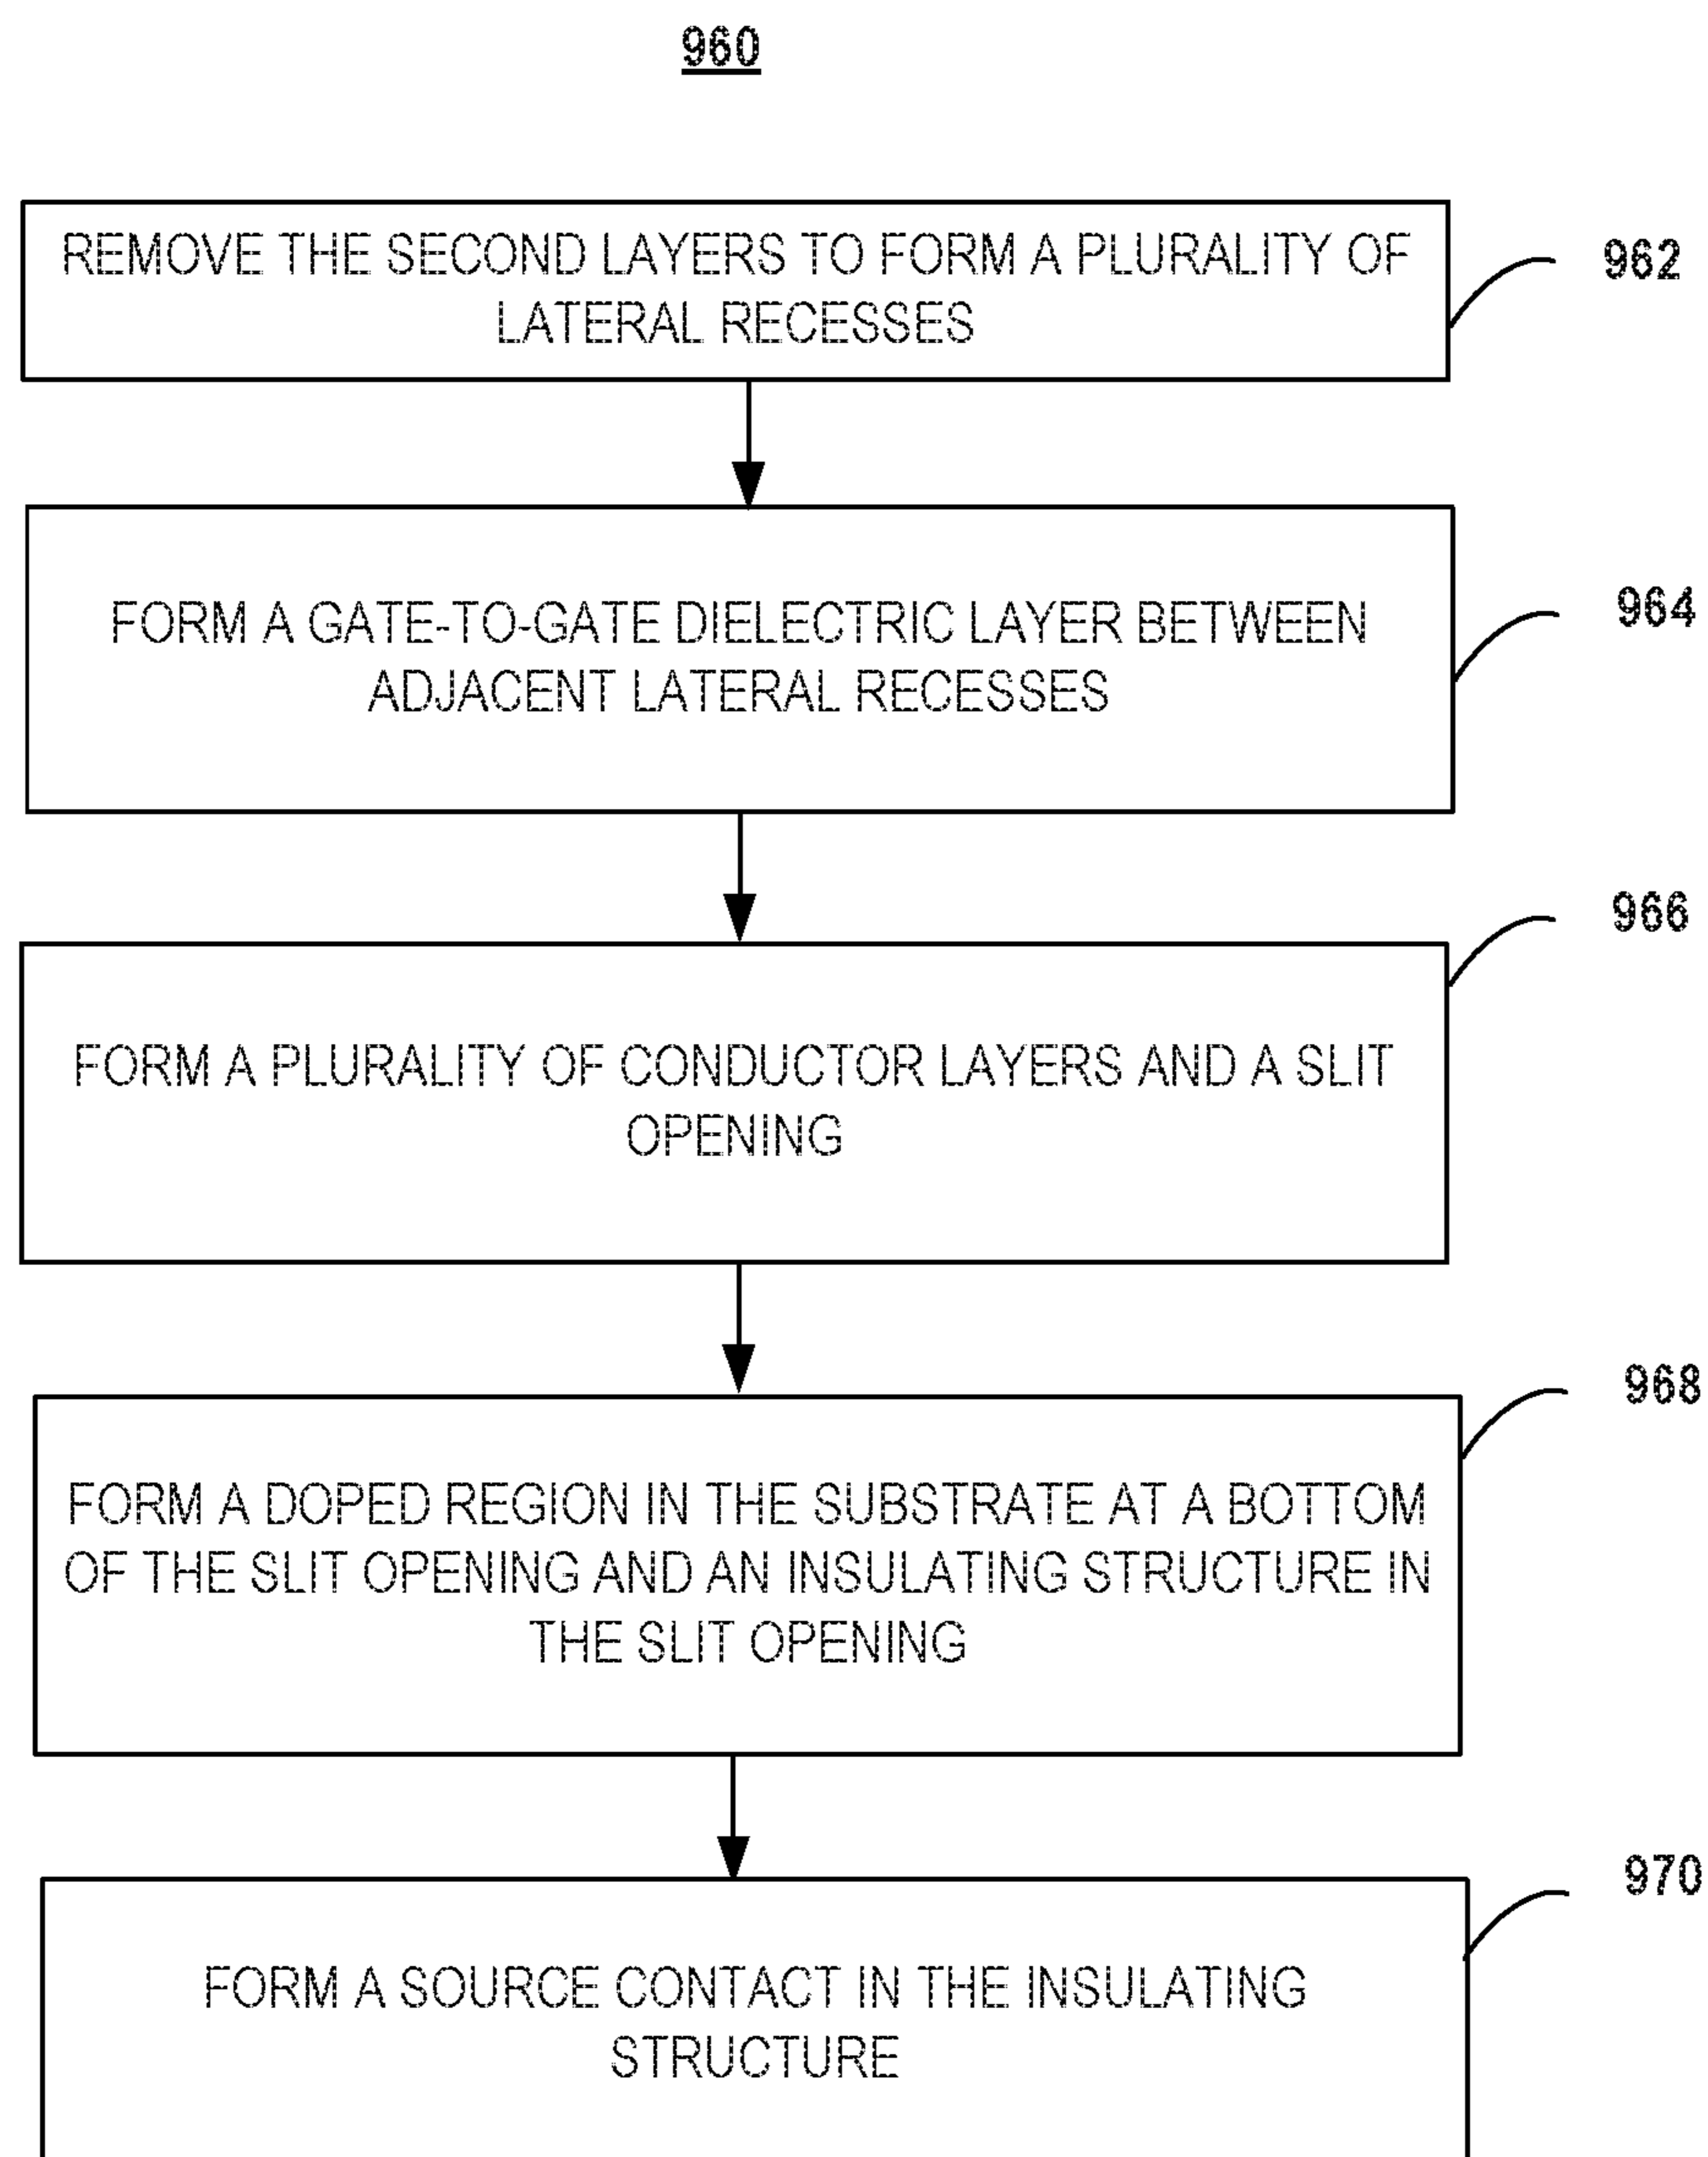 960
REMOVE THE SECOND LAYERS TO FORM A PLURALITY OF
LATERAL RECESSES
962
FORM A GATE-TO-GATE DIELECTRIC LAYER BETWEEN
ADJACENT LATERAL RECESSES
964
FORM A PLURALITY OF CONDUCTOR LAYERS AND A SLIT
OPENING
966
FORM A DOPED REGION IN THE SUBSTRATE AT A BOTTOM
OF THE SLIT OPENING AND AN INSULATING STRUCTURE IN
THE SLIT OPENING
968
FORM A SOURCE CONTACT IN THE INSULATING
STRUCTURE
970